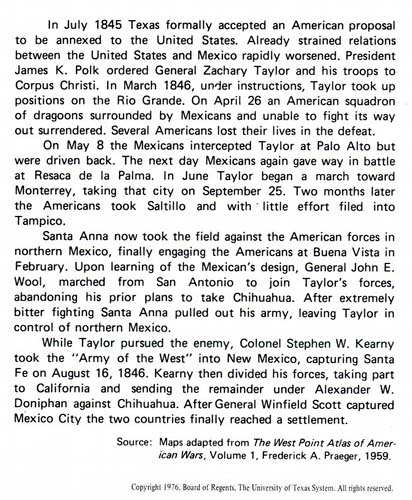 In July 1845 Texas formally accepted an American proposal
to be annexed to the United States. Already strained relations
between the United States and Mexico rapidly worsened. President
James K. Polk ordered General Zachary Taylor and his troops to
Corpus Christi. In March 1846, under instructions, Taylor took up
positions on the Rio Grande. On April 26 an American squadron
of dragoons surrounded by Mexicans and unable to fight its way
out surrendered. Several Americans lost their lives in the defeat.
On May 8 the Mexicans intercepted Taylor at Palo Alto but
were driven back. The next day Mexicans again gave way in battle
at Resaca de la Palma. In June Taylor began a march toward
Monterrey, taking that city on September 25. Two months later
the Americans took Saltillo and with little effort filed into
Tampico.
Santa Anna now took the field against the American forces in
northern Mexico, finally engaging the Americans at Buena Vista in
February. Upon learning of the Mexican's design, General John E.
Wool, marched from San Antonio to join Taylor's forces,
abandoning his prior plans to take Chihuahua. After extremely
bitter fighting Santa Anna pulled out his army, leaving Taylor in
control of northern Mexico.
While Taylor pursued the enemy, Colonel Stephen W. Kearny
took the "Army of the West" into New Mexico, capturing Santa
Fe on August 16, 1846. Kearny then divided his forces, taking part
to California and sending the remainder under Alexander W.
Doniphan against Chihuahua. After General Winfield Scott captured
Mexico City the two countries finally reached a settlement.
Source: Maps adapted from The West Point Atlas of Amer-
ican Wars, Volume 1, Frederick A. Praeger, 1959.
Copyright 1976, Board of Regents, The University of Texas System. All rights reserved.